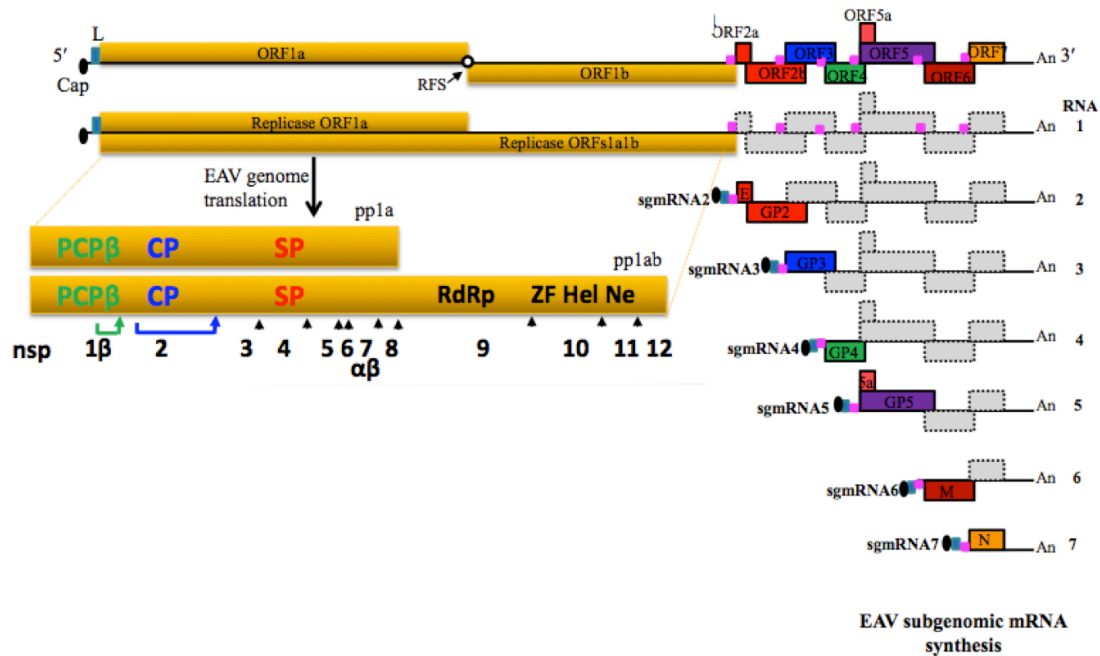 5′ L ORF1a ORF2a ORF3 ORF5a ORF5 ORF7 An 3′
Cap RFS ORF1b ORF2b ORF4 ORF6
RNA
Replicase ORF1a An 1
Replicase ORFs1a1b
EAV genome
translation
pp1a
sgmRNA2 E An 2
GP2
PCPβ CP SP
pp1ab
sgmRNA3 GP3 An 3
PCPβ CP SP RdRp ZF Hel Ne
sgmRNA4 GP4 An 4
nsp 1β 2 3 4 5 6 7 8 9 10 11 12
αβ
5a
sgmRNA5 GP5 An 5
sgmRNA6 M An 6
sgmRNA7 N An 7
EAV subgenomic mRNA
synthesis